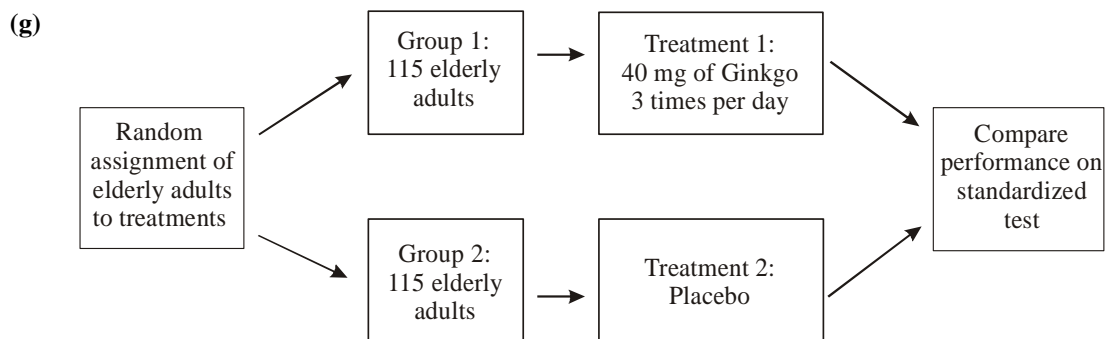 (g)
Random
assignment of
elderly adults
to treatments
Group 1:
115 elderly
adults
Treatment 1:
40 mg of Ginkgo
3 times per day
Group 2:
115 elderly
adults
Treatment 2:
Placebo
Compare
performance on
standardized
test